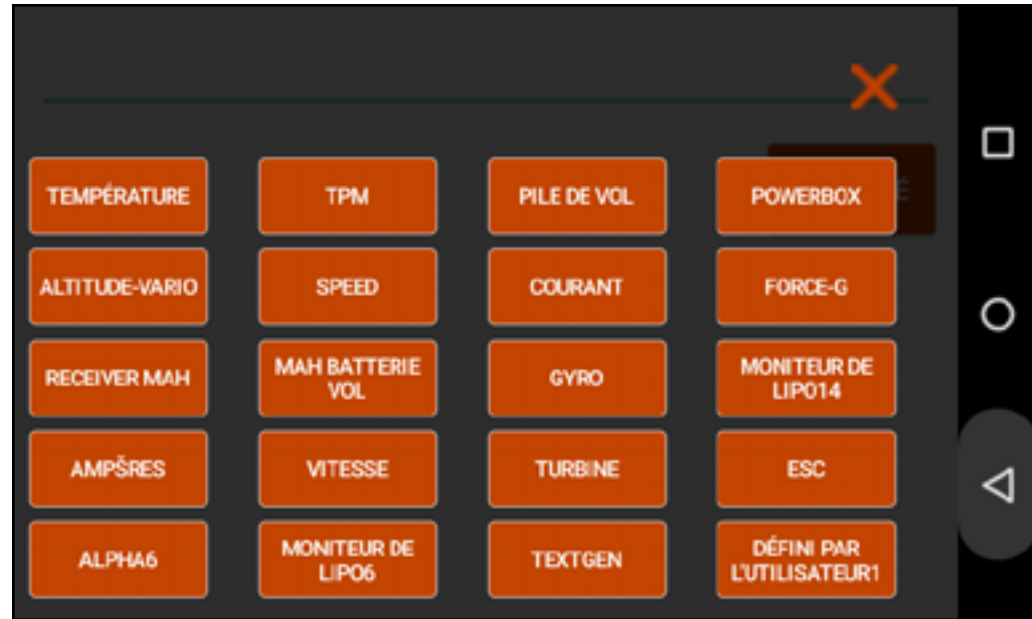 TEMPÉRATURE
TPM
PILE DE VOL
POWERBOX
É
ALTITUDE-VARIO
SPEED
COURANT
FORCE-G
RECEIVER MAH
MAH BATTERIE
VOL
GYRO
MONITEUR DE
LIPO14
AMPŠRES
VITESSE
TURBINE
ESC
ALPHA6
MONITEUR DE
LIPO6
TEXTGEN
DÉFINI PAR
L'UTILISATEUR1